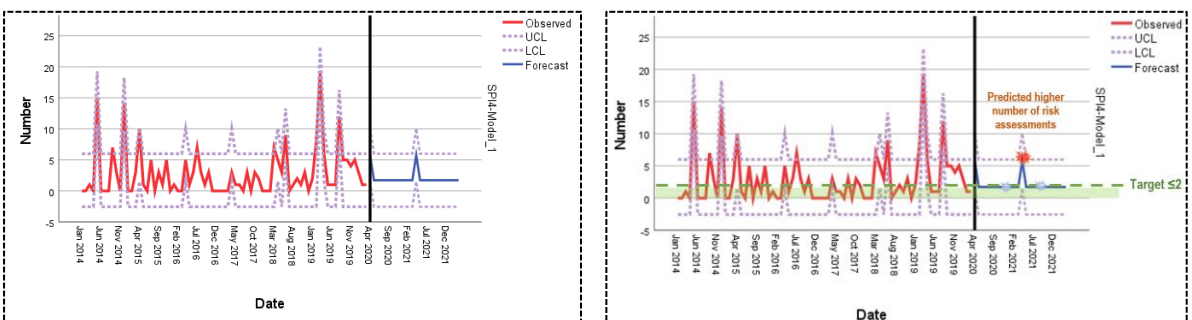 Observed
UCL
LCL
Forecast
25
20
15
10
5
0
-5
Number
SPI4-Model_1
Jan 2014
Jun 2014
Nov 2014
Apr 2015
Sep 2015
Feb 2016
Jul 2016
Dec 2016
May 2017
Oct 2017
Mar 2018
Aug 2018
Jan 2019
Jun 2019
Nov 2019
Apr 2020
Sep 2020
Feb 2021
Jul 2021
Dec 2021
Date
Observed
UCL
LCL
Forecast
25
20
15
10
5
0
-5
Number
SPI4-Model_1
Predicted higher
number of risk
assessments
Target ≤2
Jan 2014
Jun 2014
Nov 2014
Apr 2015
Sep 2015
Feb 2016
Jul 2016
Dec 2016
May 2017
Oct 2017
Mar 2018
Aug 2018
Jan 2019
Jun 2019
Nov 2019
Apr 2020
Sep 2020
Feb 2021
Jul 2021
Dec 2021
Date